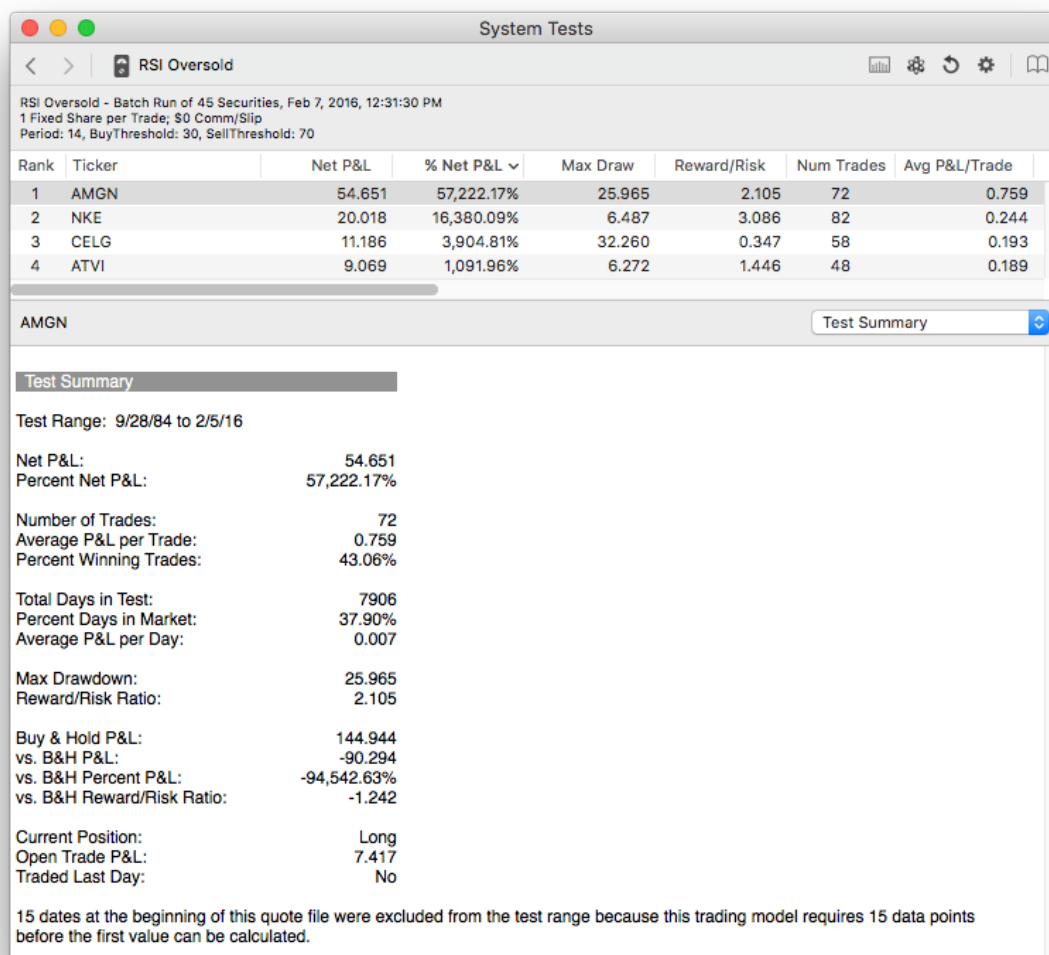 System Tests
RSI Oversold
RSI Oversold - Batch Run of 45 Securities, Feb 7, 2016, 12:31:30 PM
1 Fixed Share per Trade; $0 Comm/Slip
Period: 14, BuyThreshold: 30, SellThreshold: 70
Rank Ticker Net P&L % Net P&L Max Draw Reward/Risk Num Trades Avg P&L/Trade
1 AMGN 54.651 57,222.17% 25.965 2.105 72 0.759
2 NKE 20.018 16,380.09% 6.487 3.086 82 0.244
3 CELG 11.186 3,904.81% 32.260 0.347 58 0.193
4 ATVI 9.069 1,091.96% 6.272 1.446 48 0.189
AMGN Test Summary
Test Summary
Test Range: 9/28/84 to 2/5/16
Net P&L: 54.651
Percent Net P&L: 57,222.17%
Number of Trades: 72
Average P&L per Trade: 0.759
Percent Winning Trades: 43.06%
Total Days in Test: 7906
Percent Days in Market: 37.90%
Average P&L per Day: 0.007
Max Drawdown: 25.965
Reward/Risk Ratio: 2.105
Buy & Hold P&L: 144.944
vs. B&H P&L: -90.294
vs. B&H Percent P&L: -94,542.63%
vs. B&H Reward/Risk Ratio: -1.242
Current Position: Long
Open Trade P&L: 7.417
Traded Last Day: No
15 dates at the beginning of this quote file were excluded from the test range because this trading model requires 15 data points
before the first value can be calculated.